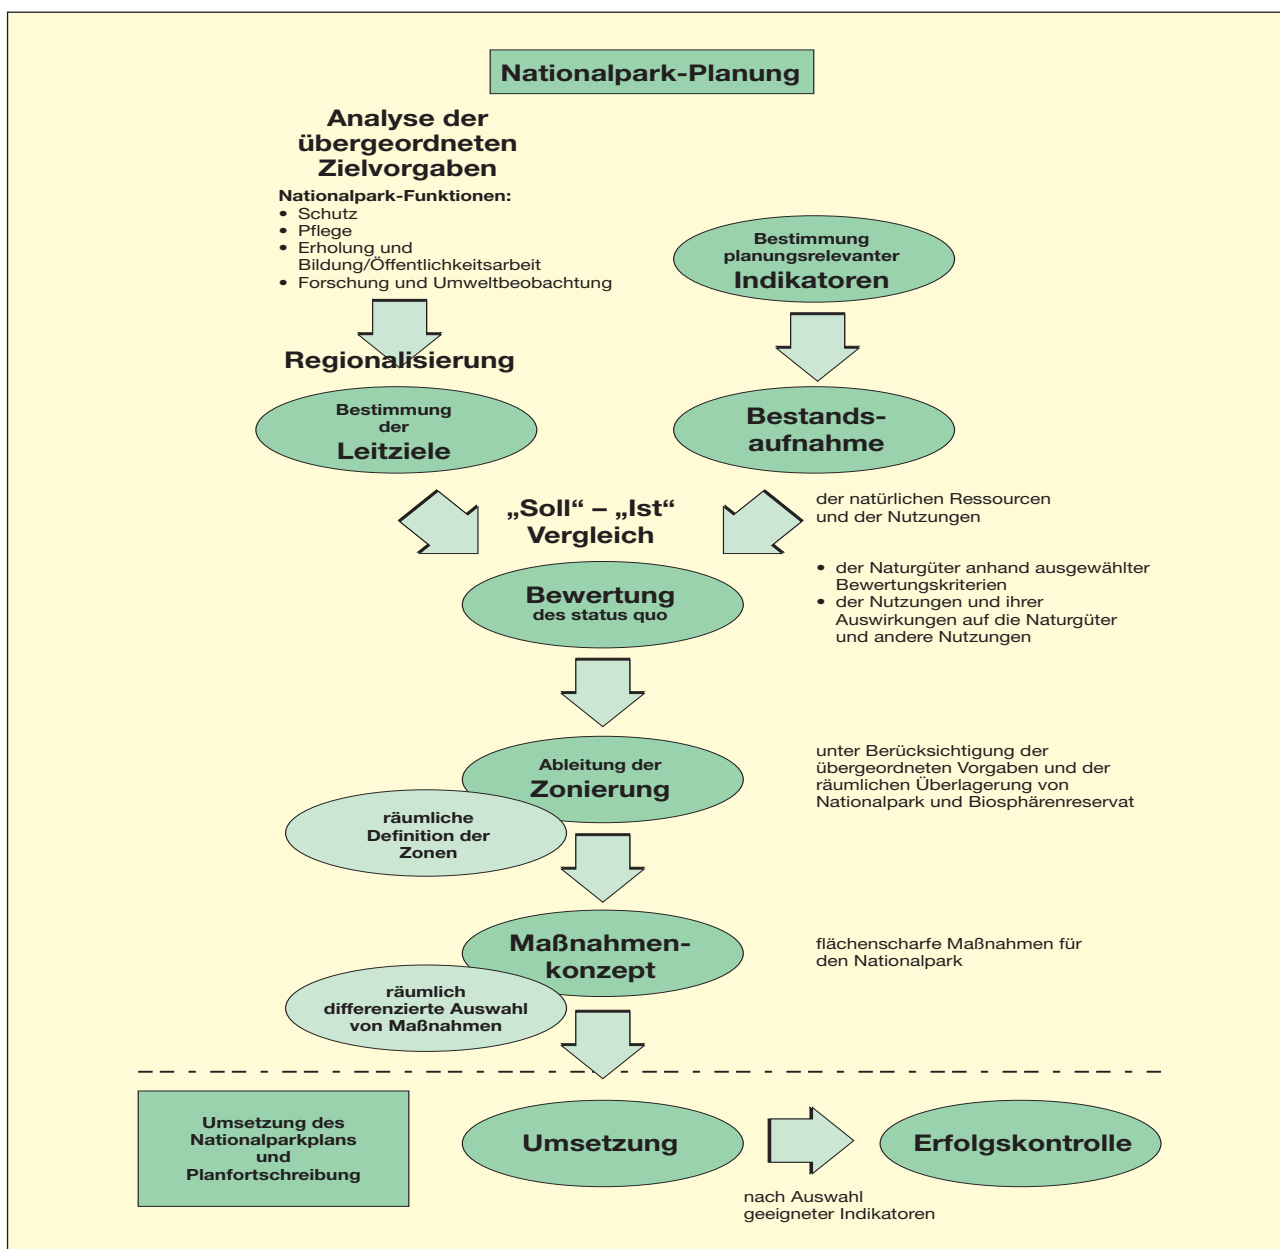 Nationalpark-Planung
Analyse der
übergeordneten
Zielvorgaben
Nationalpark-Funktionen:
• Schutz
• Pflege
• Erholung und
Bildung/Öffentlichkeitsarbeit
• Forschung und Umweltbeobachtung
Bestimmung
planungsrelevanter
Indikatoren
Regionalisierung
Bestimmung
der
Leitziele
Bestands-
aufnahme
„Soll“ – „Ist“
Vergleich
der natürlichen Ressourcen
und der Nutzungen
Bewertung
des status quo
• der Naturgüter anhand ausgewählter
Bewertungskriterien
• der Nutzungen und ihrer
Auswirkungen auf die Naturgüter
und andere Nutzungen
Ableitung der
Zonierung
unter Berücksichtigung der
übergeordneten Vorgaben und der
räumlichen Überlagerung von
Nationalpark und Biosphärenreservat
räumliche
Definition der
Zonen
Maßnahmen-
konzept
flächenscharfe Maßnahmen für
den Nationalpark
räumlich
differenzierte Auswahl
von Maßnahmen
Umsetzung des
Nationalparkplans
und
Planfortschreibung
Umsetzung
Erfolgskontrolle
nach Auswahl
geeigneter Indikatoren